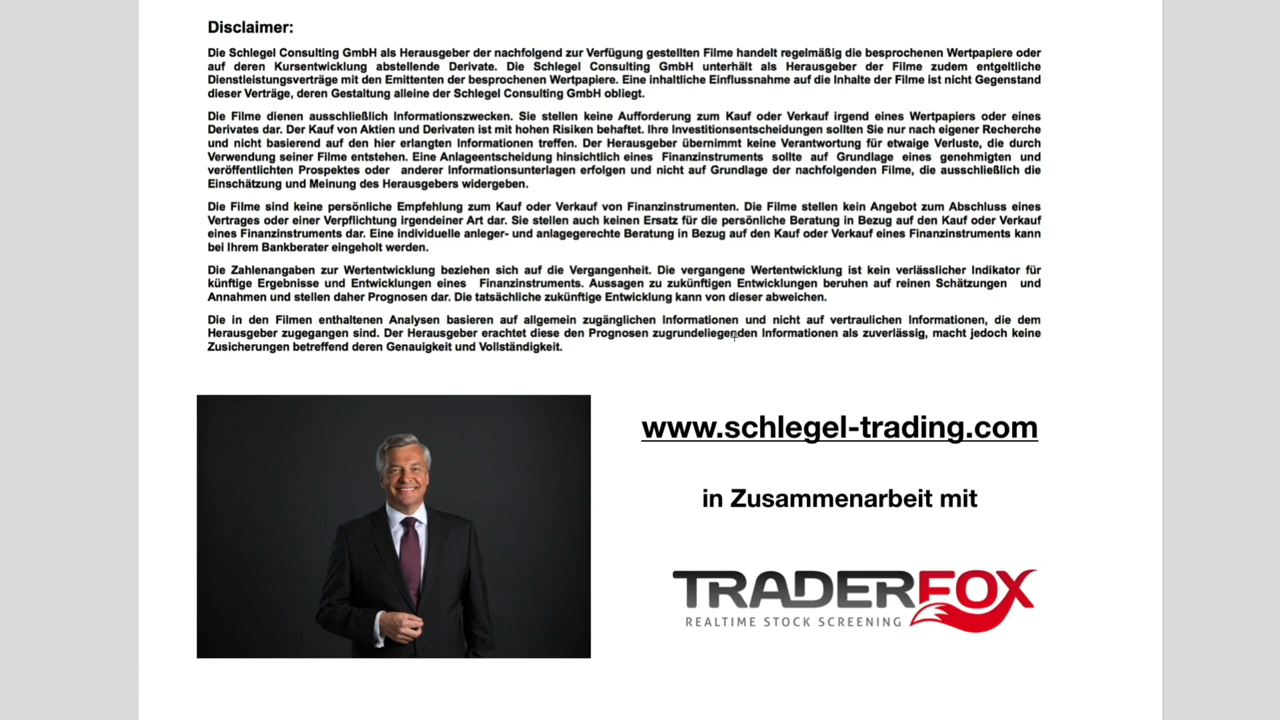 Disclaimer:
Die Schlegel Consulting GmbH als Herausgeber der nachfolgend zur Verfügung gestellten Filme handelt regelmäßig die besprochenen Wertpapiere oder
auf deren Kursentwicklung abstellende Derivate. Die Schlegel Consulting GmbH unterhält als Herausgeber der Filme zudem entgeltliche
Dienstleistungsverträge mit den Emittenten der besprochenen Wertpapiere. Eine inhaltliche Einflussnahme auf die Inhalte der Filme ist nicht Gegenstand
dieser Verträge, deren Gestaltung alleine der Schlegel Consulting GmbH obliegt.
Die Filme dienen ausschließlich Informationszwecken. Sie stellen keine Aufforderung zum Kauf oder Verkauf irgend eines Wertpapiers oder eines
Derivates dar. Der Kauf von Aktien und Derivaten ist mit hohen Risiken behaftet. Ihre Investitionsentscheidungen sollten Sie nur nach eigener Recherche
und nicht basierend auf den hier erlangten Informationen treffen. Der Herausgeber übernimmt keine Verantwortung für etwaige Verluste, die durch
Verwendung seiner Filme entstehen. Eine Anlageentscheidung hinsichtlich eines Finanzinstruments sollte auf Grundlage eines genehmigten und
veröffentlichten Prospektes oder anderer Informationsunterlagen erfolgen und nicht auf Grundlage der nachfolgenden Filme, die ausschließlich die
Einschätzung und Meinung des Herausgebers widergeben.
Die Filme sind keine persönliche Empfehlung zum Kauf oder Verkauf von Finanzinstrumenten. Die Filme stellen kein Angebot zum Abschluss eines
Vertrages oder einer Verpflichtung irgendeiner Art dar. Sie stellen auch keinen Ersatz für die persönliche Beratung in Bezug auf den Kauf oder Verkauf
eines Finanzinstruments dar. Eine individuelle anleger- und anlagegerechte Beratung in Bezug auf den Kauf oder Verkauf eines Finanzinstruments kann
bei Ihrem Bankberater eingeholt werden.
Die Zahlenangaben zur Wertentwicklung beziehen sich auf die Vergangenheit. Die vergangene Wertentwicklung ist kein verlässlicher Indikator für
künftige Ergebnisse und Entwicklungen eines Finanzinstruments. Aussagen zu zukünftigen Entwicklungen beruhen auf reinen Schätzungen und
Annahmen und stellen daher Prognosen dar. Die tatsächliche zukünftige Entwicklung kann von dieser abweichen.
Die in den Filmen enthaltenen Analysen basieren auf allgemein zugänglichen Informationen und nicht auf vertraulichen Informationen, die dem
Herausgeber zugegangen sind. Der Herausgeber erachtet diese den Prognosen zugrundeliegenden Informationen als zuverlässig, macht jedoch keine
Zusicherungen betreffend deren Genauigkeit und Vollständigkeit.
www.schlegel-trading.com
in Zusammenarbeit mit
TRADERFOX
REALTIME STOCK SCREENING